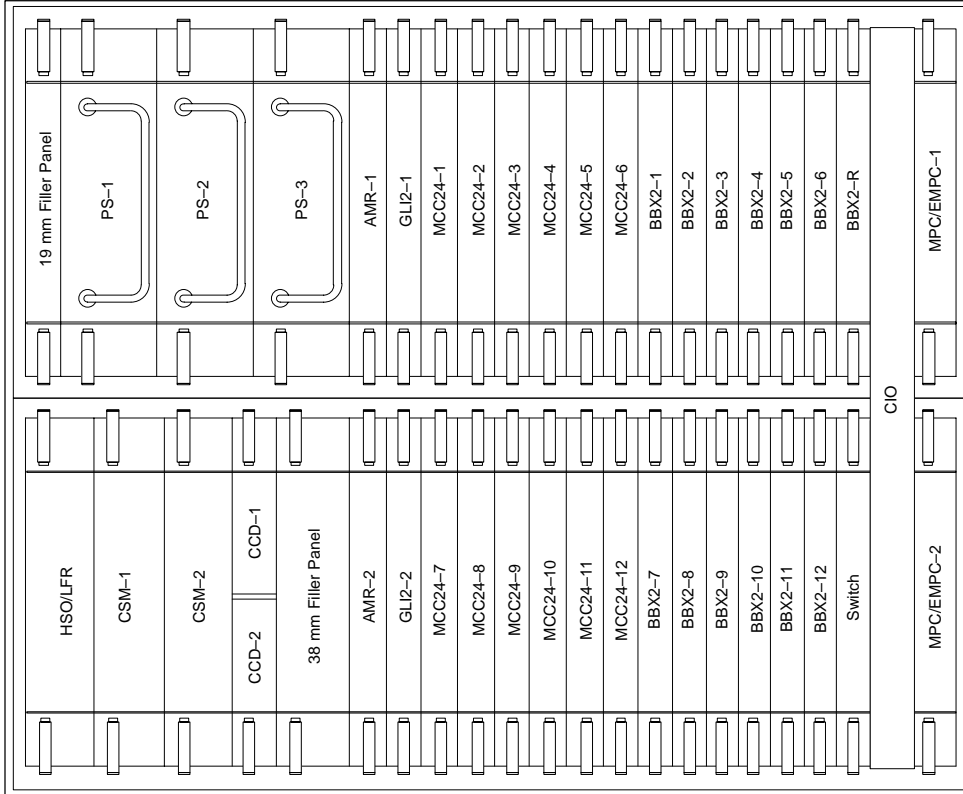 19 mm Filler Panel
PS–1
PS–2
PS–3
AMR–1
GLI2–1
MCC24–1
MCC24–2
MCC24–3
MCC24–4
MCC24–5
MCC24–6
BBX2–1
BBX2–2
BBX2–3
BBX2–4
BBX2–5
BBX2–6
BBX2–R
CIO
MPC/EMPC–1
HSO/LFR
CSM–1
CSM–2
CCD–1
CCD–2
38 mm Filler Panel
AMR–2
GLI2–2
MCC24–7
MCC24–8
MCC24–9
MCC24–10
MCC24–11
MCC24–12
BBX2–7
BBX2–8
BBX2–9
BBX2–10
BBX2–11
BBX2–12
Switch
MPC/EMPC–2